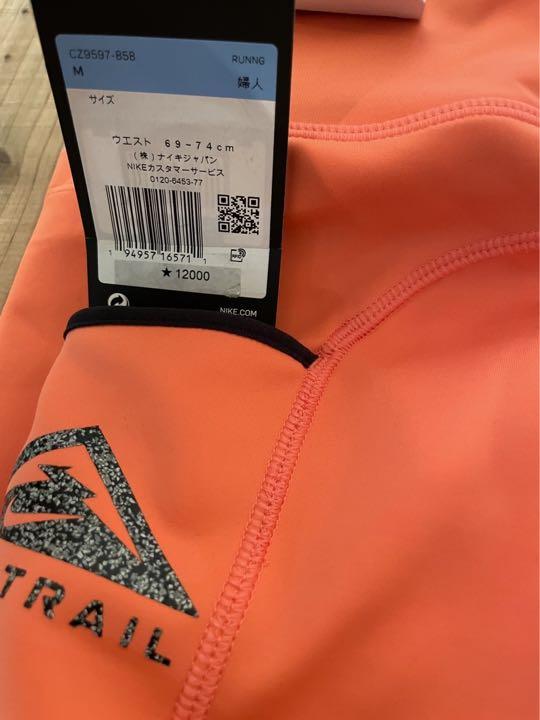 CZ9597-858 RUNNG
M 婦人
サイズ
ウエスト 69-74cm
(株)ナイキジャパン
NIKEカスタマーサービス
0120-6453-77
1 94957 16571 1
★12000
NIKE.COM
TRAIL